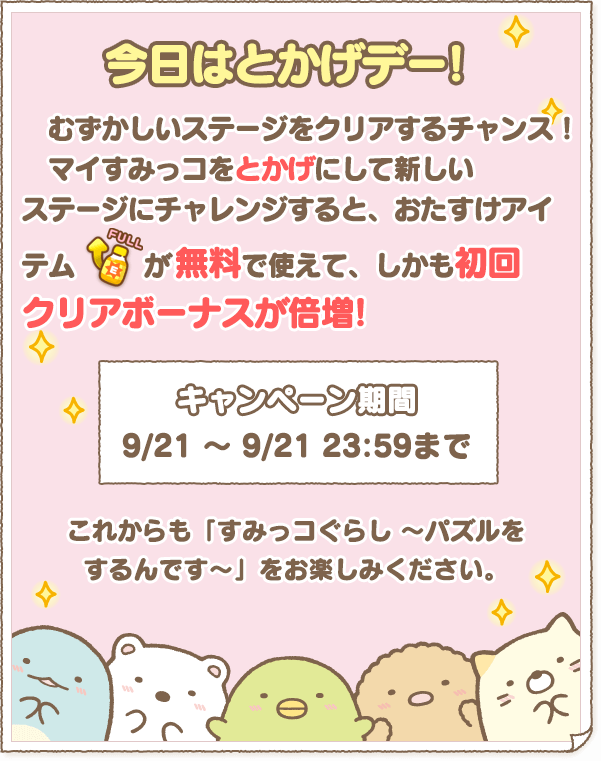 今日はとかげデー!
むずかしいステージをクリアするチャンス！
マイすみっコをとかげにして新しい
ステージにチャレンジすると、おたすけアイ
テム FULL E が無料で使えて、しかも初回
クリアボーナスが倍増!
キャンペーン期間
9/21 ～ 9/21 23:59まで
これからも「すみっコぐらし ～パズルを
するんです～」をお楽しみください。